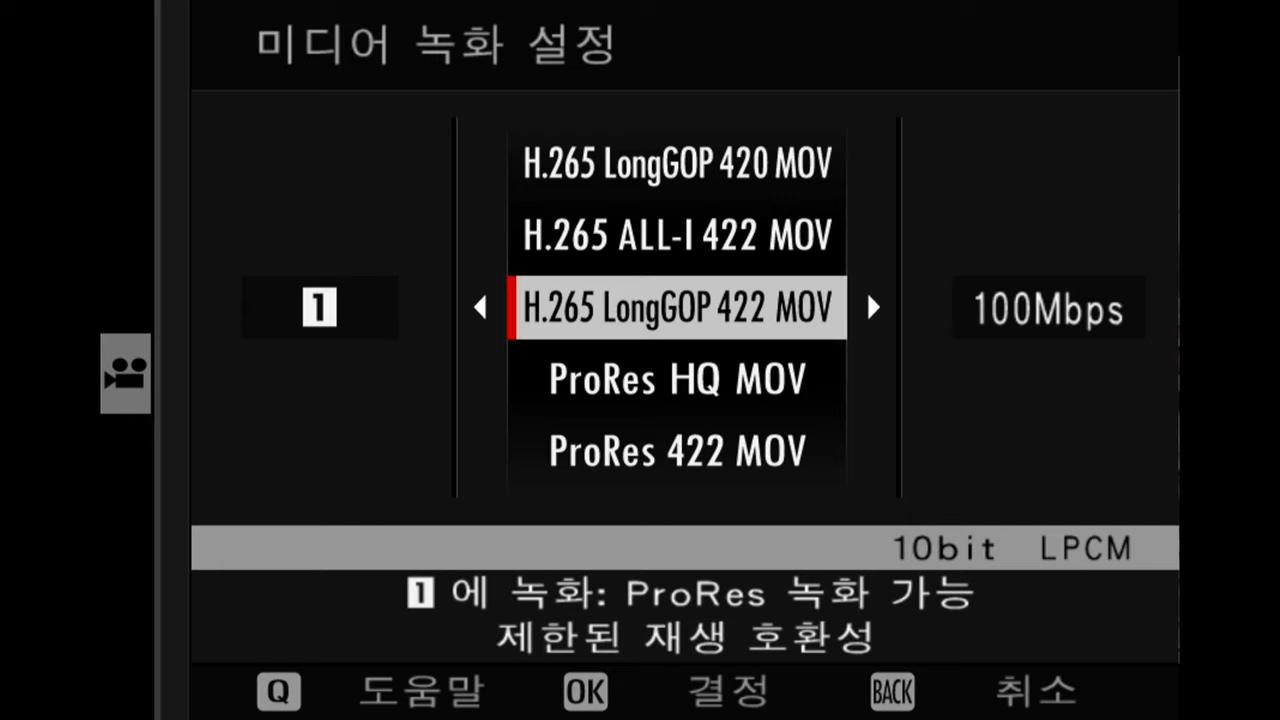 미디어 녹화 설정
H.265 LongGOP 420 MOV
H.265 ALL-I 422 MOV
1
H.265 LongGOP 422 MOV
100Mbps
ProRes HQ MOV
ProRes 422 MOV
10bit LPCM
1 에 녹화: ProRes 녹화 가능
제한된 재생 호환성
Q 도움말 OK 결정 BACK 취소